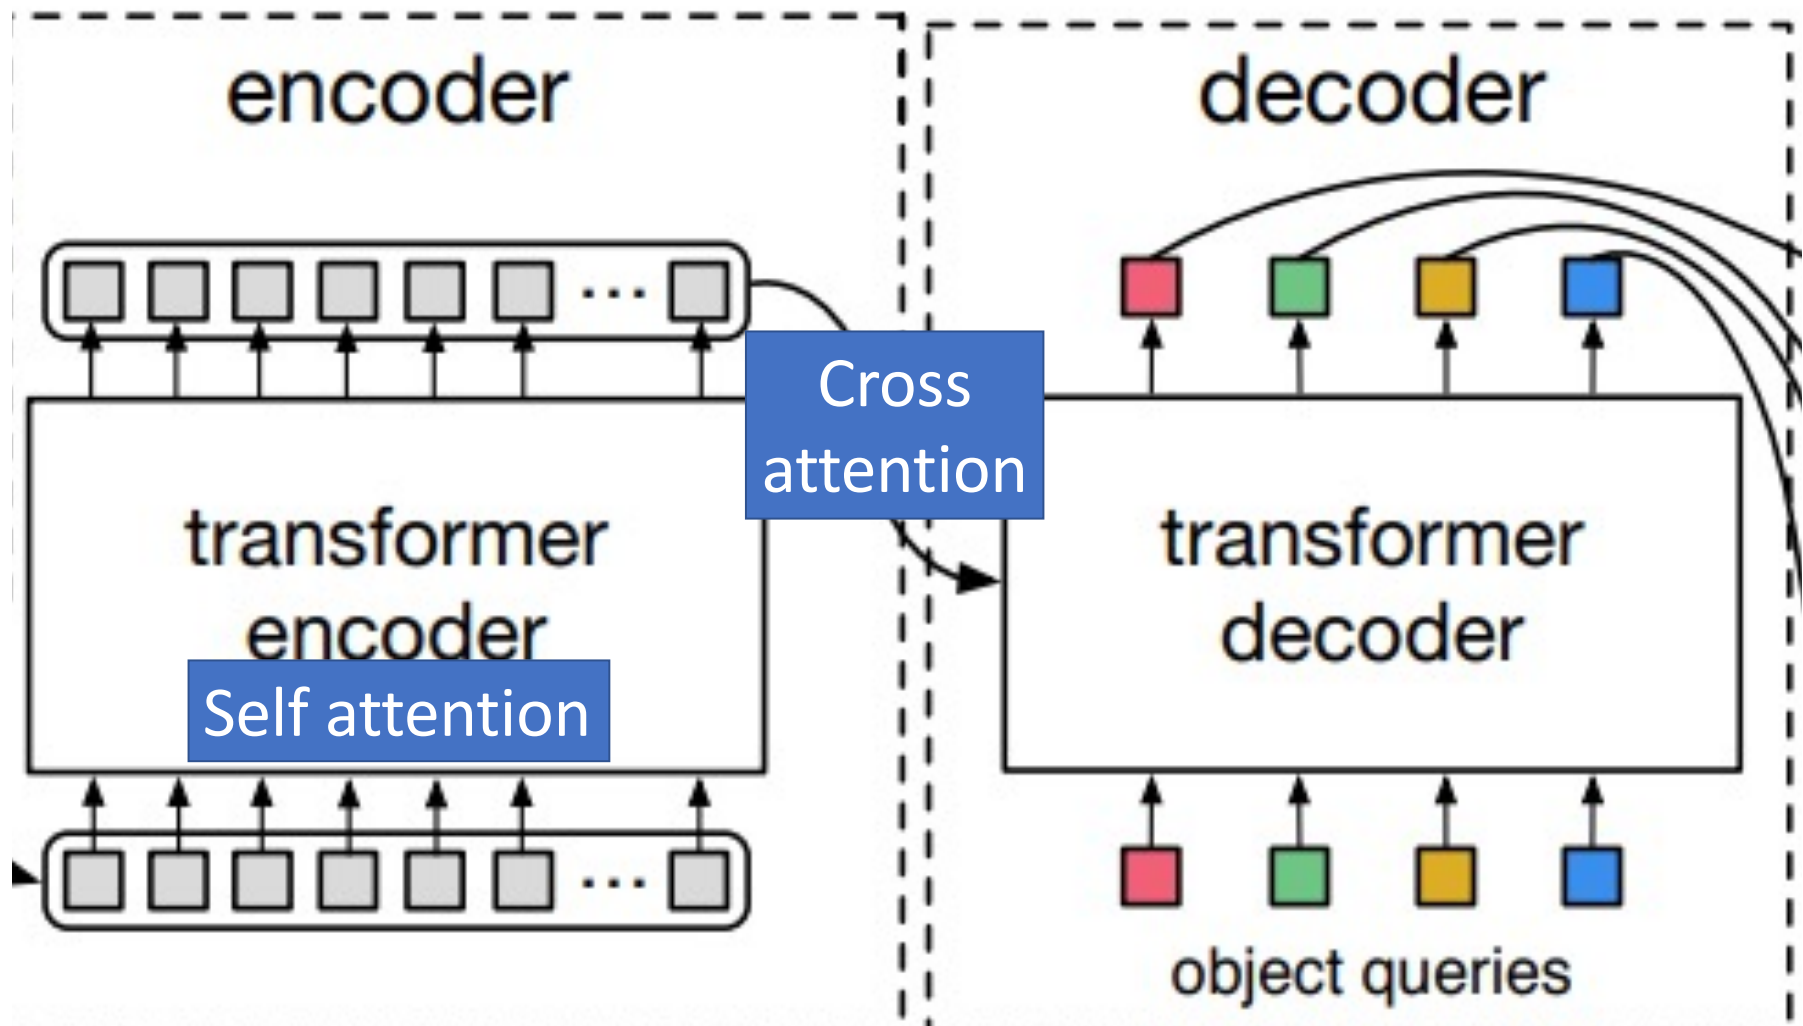 encoder
decoder
Cross
attention
transformer
encoder
Self attention
transformer
decoder
object queries